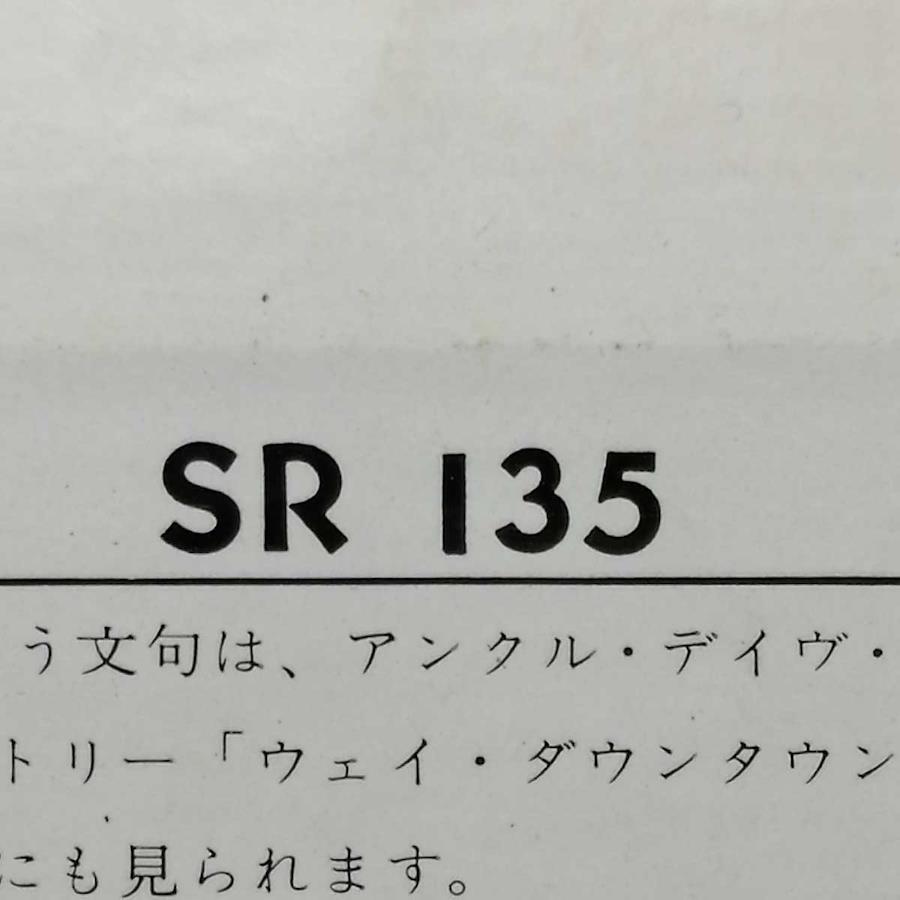 SR 135
う文句は、アンクル・デイヴ・
トリー「ウェイ・ダウンタウン
にも見られます。